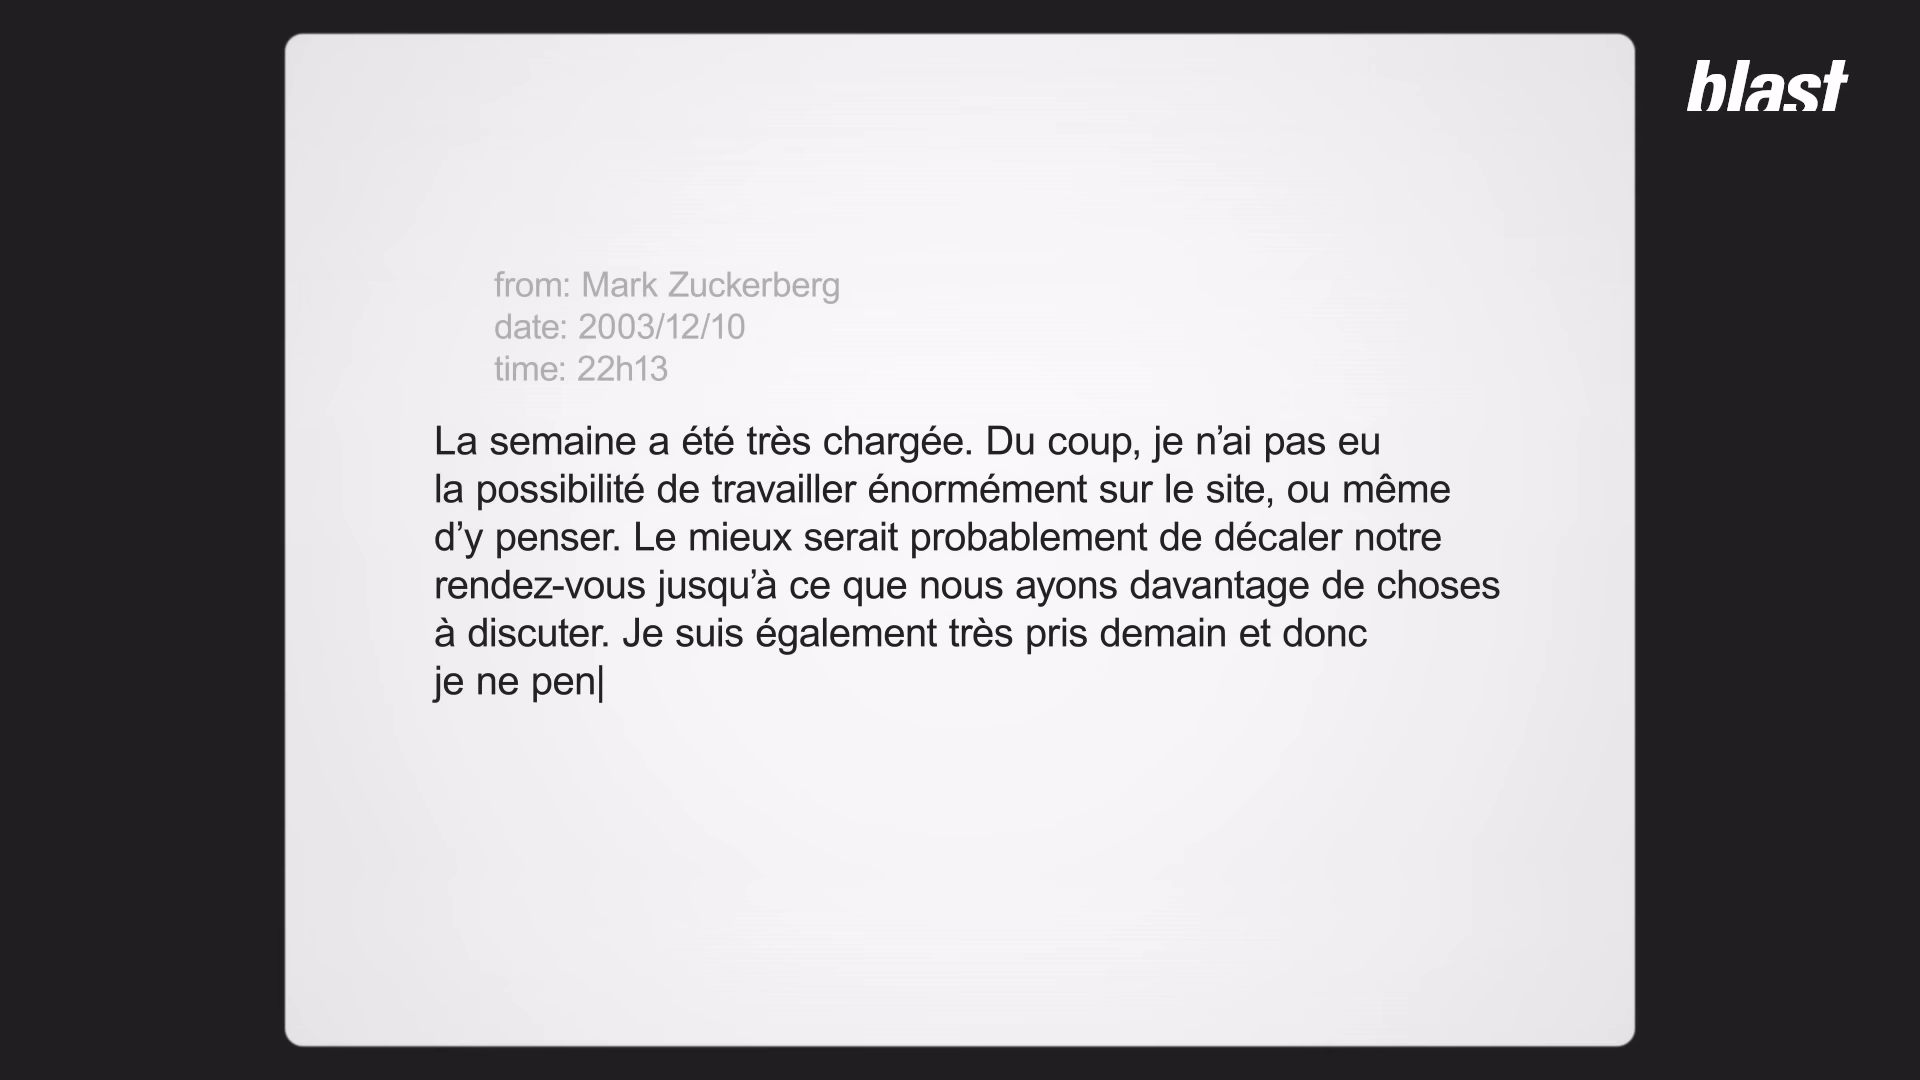 blast
from: Mark Zuckerberg
date: 2003/12/10
time: 22h13
La semaine a été très chargée. Du coup, je n’ai pas eu
la possibilité de travailler énormément sur le site, ou même
d’y penser. Le mieux serait probablement de décaler notre
rendez-vous jusqu’à ce que nous ayons davantage de choses
à discuter. Je suis également très pris demain et donc
je ne pen|